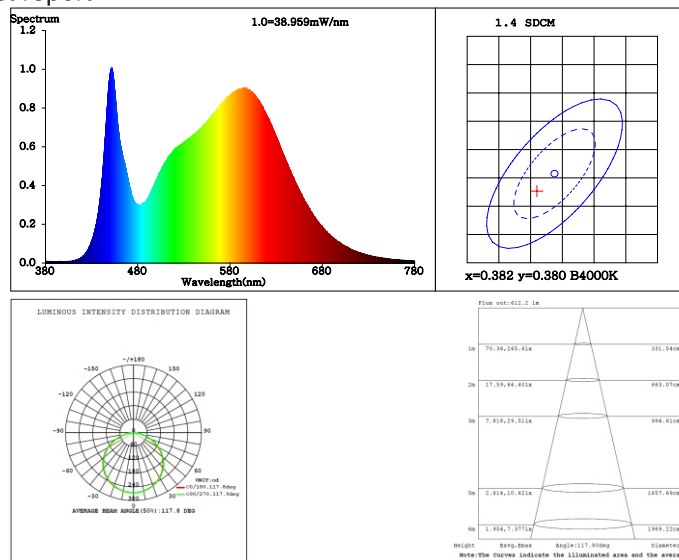 Spectrum
1.0=38.959mW/nm
1.2
1.0
0.8
0.6
0.4
0.2
0.0
380 480 580 680 780
Wavelength(nm)
1.4 SDCM
x=0.382 y=0.380 B4000K
LUMINOUS INTENSITY DISTRIBUTION DIAGRAM
-/+180
-150 150
-120 120
-90 90
-60 60
-30 30
0
UNIT:cd
C0/180,117.8deg
C90/270,117.9deg
AVERAGE BEAM ANGLE(50%):117.8 DEG
Flux out:612.2 lm
1m 70.36,265.6lx 331.54cm
2m 17.59,66.40lx 663.07cm
3m 7.818,29.51lx 994.61cm
5m 2.814,10.62lx 1657.69cm
6m 1.954,7.377lx 1989.22cm
Height Eavg,Emax Angle:117.80deg Diameter
Note:The Curves indicate the illuminated area and the avera